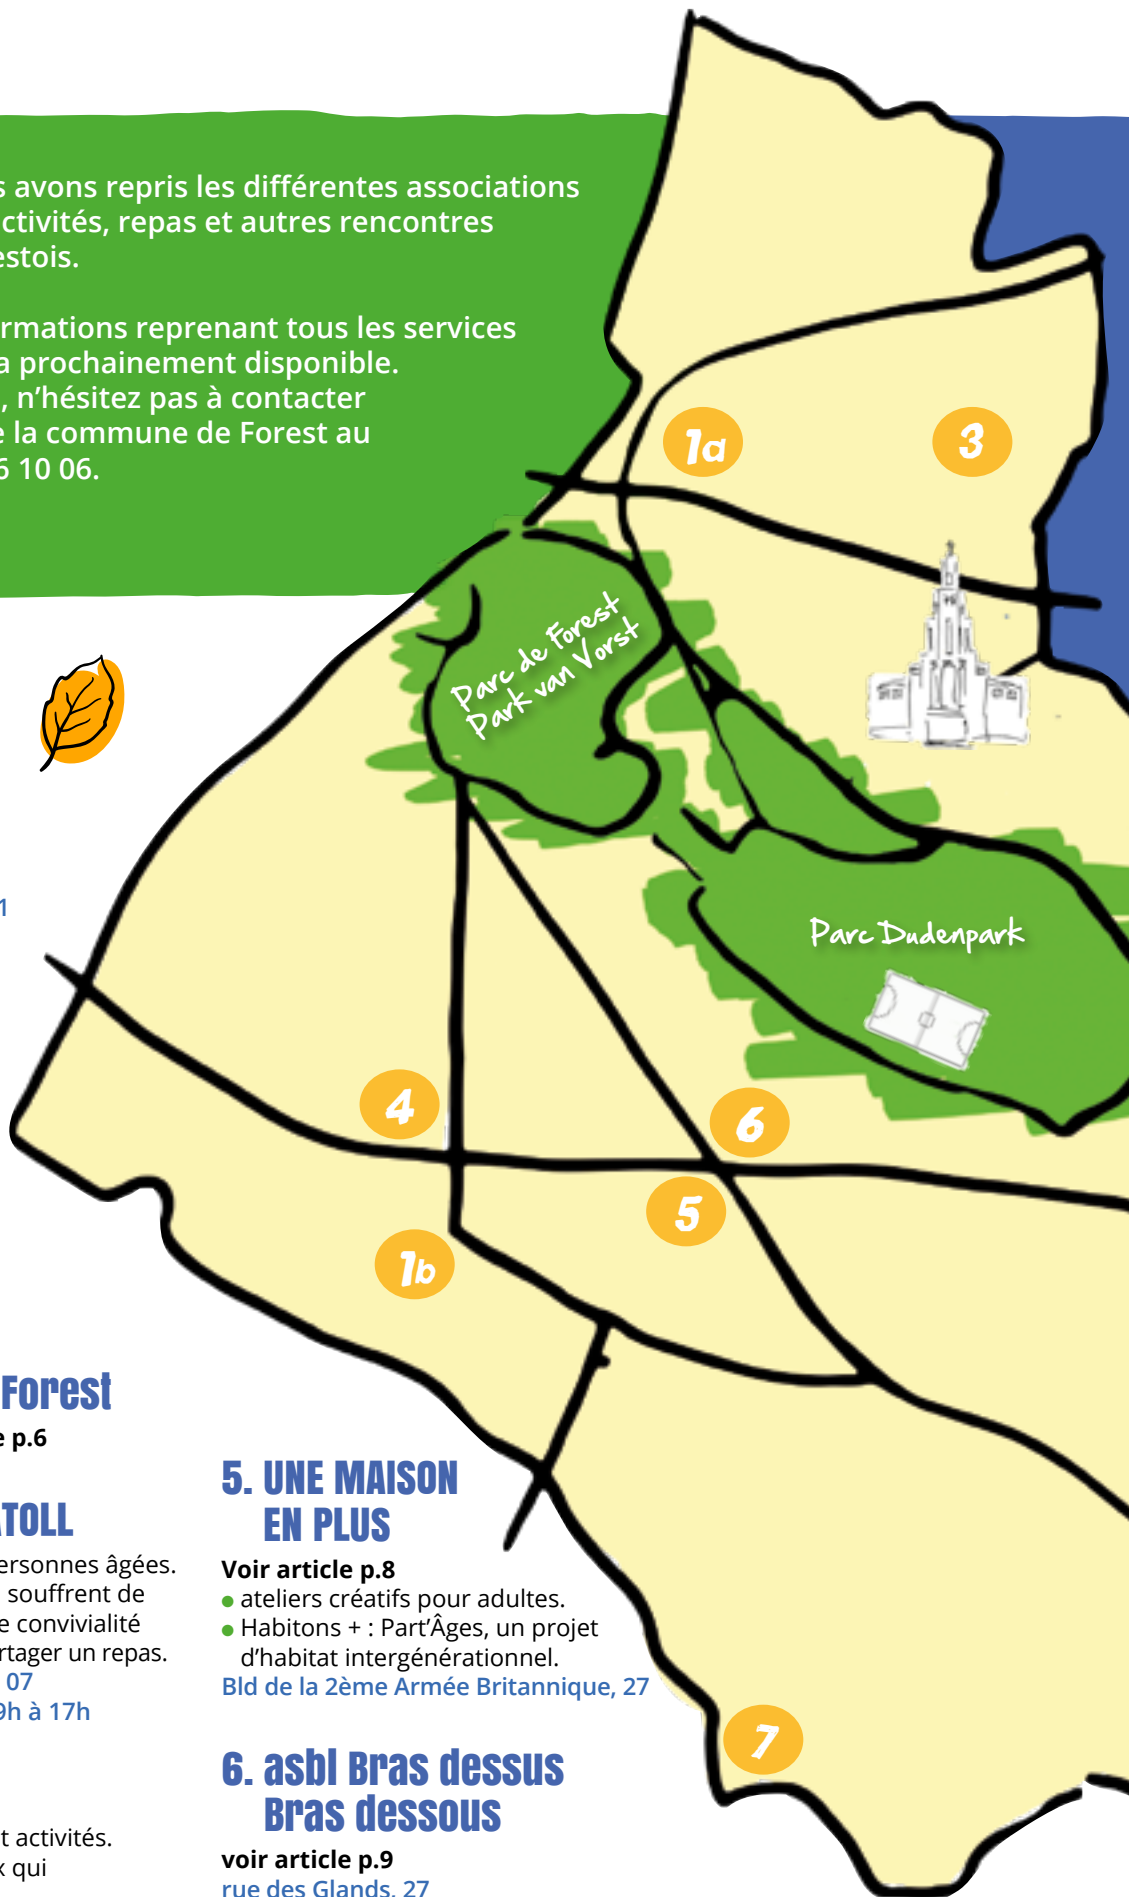 s avons repris les différentes associations
ctivités, repas et autres rencontres
estois.
rmations reprenant tous les services
a prochainement disponible.
, n'hésitez pas à contacter
e la commune de Forest au
6 10 06.
1a
3
Parc de Forest
Park van Vorst
1
Parc Dudenpark
4
6
5
1b
Forest
e p.6
ATOLL
ersonnes âgées.
souffrent de
e convivialité
rtager un repas.
07
9h à 17h
t activités.
x qui
5. UNE MAISON
EN PLUS
Voir article p.8
● ateliers créatifs pour adultes.
● Habitons + : Part'Âges, un projet
d'habitat intergénérationnel.
Bld de la 2ème Armée Britannique, 27
6. asbl Bras dessus
Bras dessous
voir article p.9
rue des Glands, 27
7